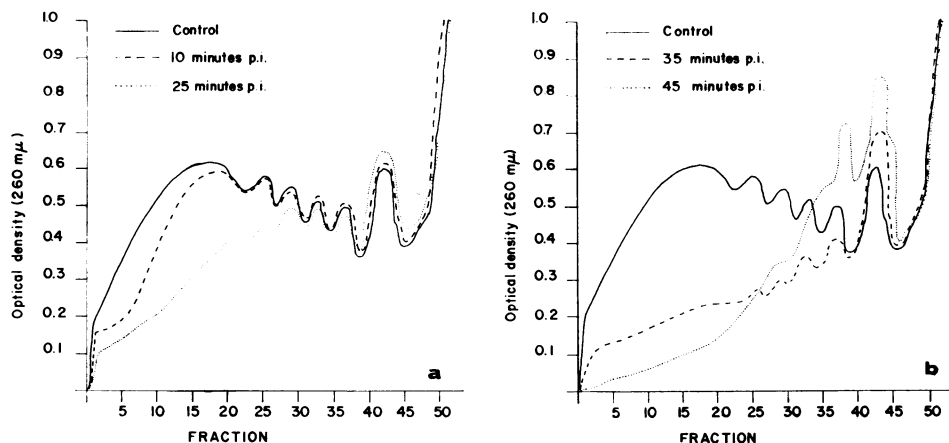 1.0
0.9
0.8
0.7
0.6
0.5
0.4
0.3
0.2
0.1
Optical density (260 mμ)
Control
10 minutes p.i.
25 minutes p.i.
a
5 10 15 20 25 30 35 40 45 50
FRACTION
1.0
0.9
0.8
0.7
0.6
0.5
0.4
0.3
0.2
0.1
Optical density (260 mμ)
Control
35 minutes p.i.
45 minutes p.i.
b
5 10 15 20 25 30 35 40 45 50
FRACTION